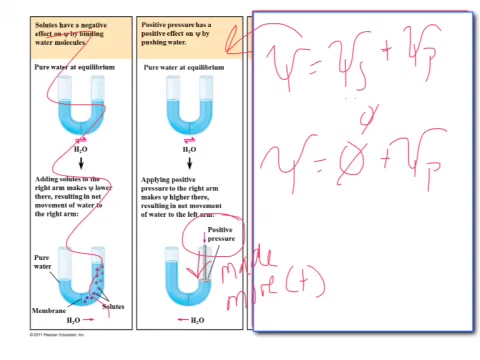 Solutes have a negative
effect on ψ by binding
water molecules.
Pure water at equilibrium
H₂O
Adding solutes to the
right arm makes ψ lower
there, resulting in net
movement of water to
the right arm:
Pure
water
Membrane
Solutes
H₂O
Positive pressure has a
positive effect on ψ by
pushing water.
Pure water at equilibrium
H₂O
Applying positive
pressure to the right arm
makes ψ higher there,
resulting in net movement
of water to the left arm:
Positive
pressure
H₂O
made
more (+)
ψ = ψs + ψp
ψ = 0 + ψp
© 2011 Pearson Education, Inc.